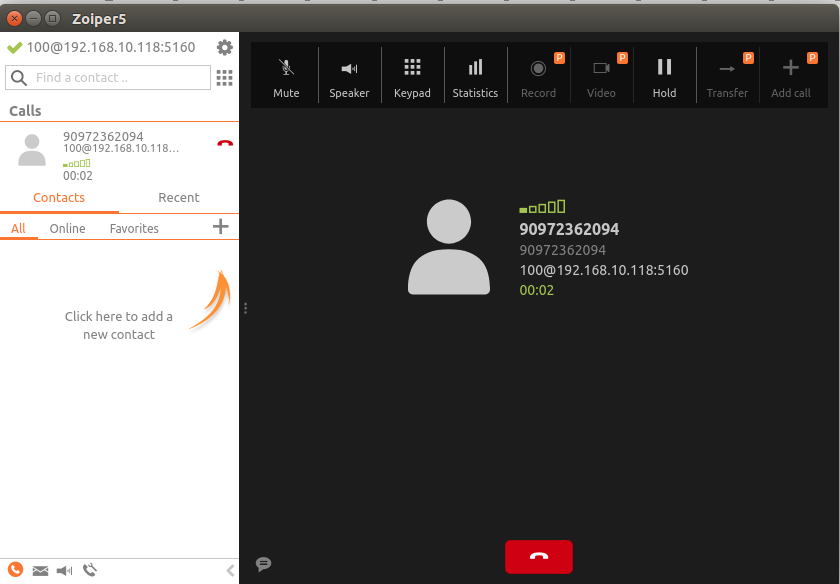 Zoiper5
100@192.168.10.118:5160
Find a contact ..
Calls
90972362094
100@192.168.10.118...
00:02
Contacts Recent
All Online Favorites
Click here to add a
new contact
P P P P
Mute Speaker Keypad Statistics Record Video Hold Transfer Add call
90972362094
90972362094
100@192.168.10.118:5160
00:02